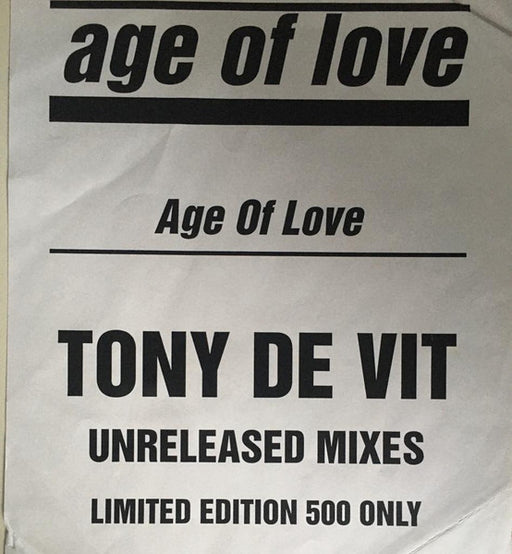 age of love
Age Of Love
TONY DE VIT
UNRELEASED MIXES
LIMITED EDITION 500 ONLY